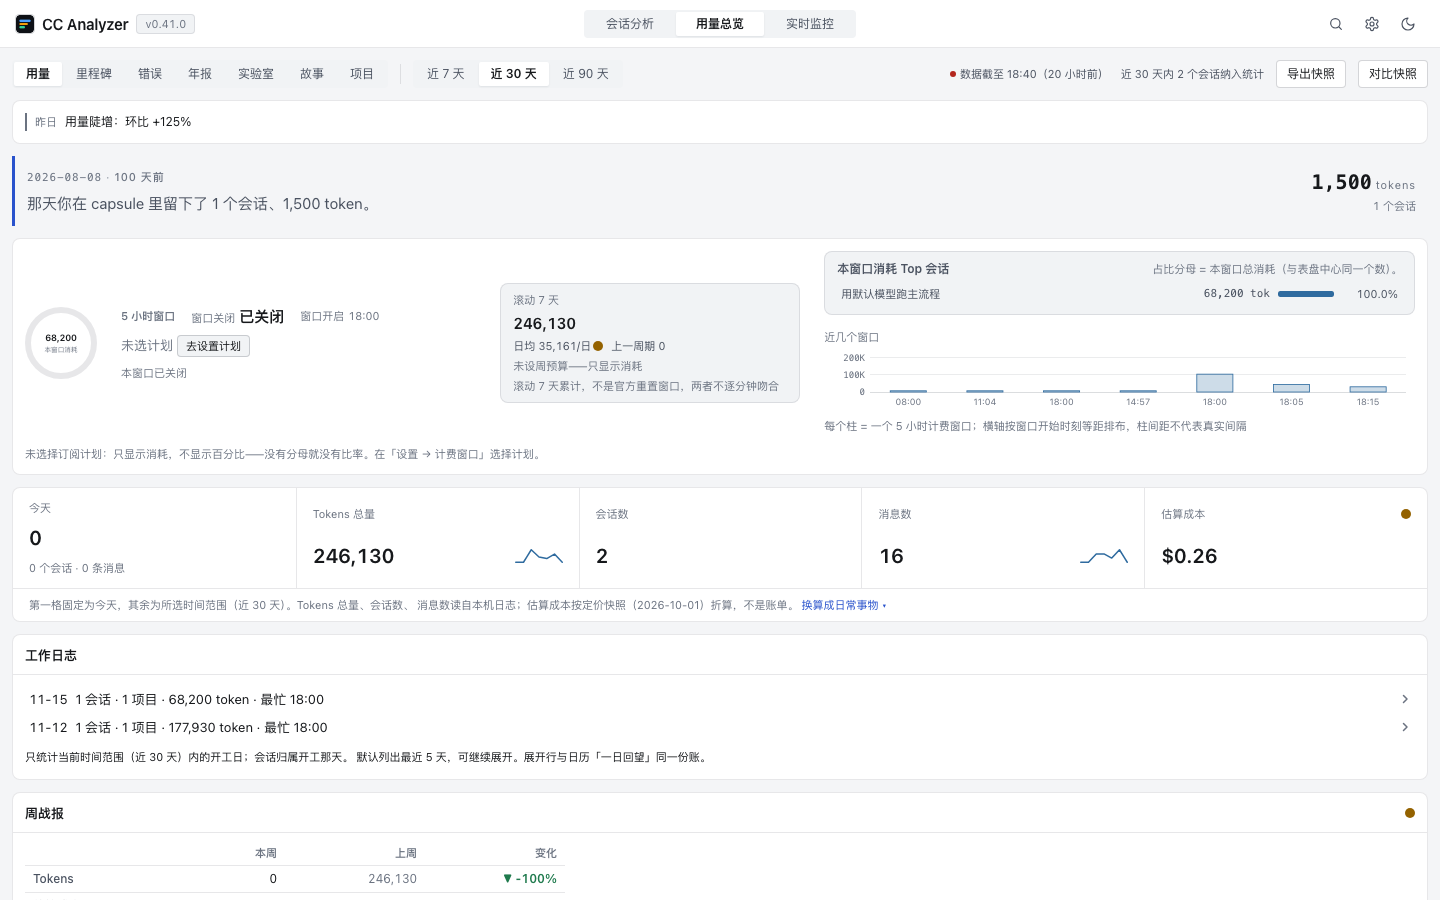 CC Analyzer v0.41.0 会话分析 用量总览 实时监控
用量 里程碑 错误 年报 实验室 故事 项目 近 7 天 近 30 天 近 90 天 数据截至 18:40（20 小时前） 近 30 天内 2 个会话纳入统计 导出快照 对比快照
昨日 用量陡增：环比 +125%
2026-08-08 · 100 天前
那天你在 capsule 里留下了 1 个会话、1,500 token。
1,500 tokens
1 个会话
68,200
本窗口消耗
5 小时窗口 窗口关闭 已关闭 窗口开启 18:00
未选计划 去设置计划
本窗口已关闭
滚动 7 天
246,130
日均 35,161/日 上一周期 0
未设周预算——只显示消耗
滚动 7 天累计，不是官方重置窗口，两者不逐分钟吻合
本窗口消耗 Top 会话 占比分母 = 本窗口总消耗（与表盘中心同一个数）。
用默认模型跑主流程 68,200 tok 100.0%
近几个窗口
200K
100K
0
08:00 11:04 18:00 14:57 18:00 18:05 18:15
每个柱 = 一个 5 小时计费窗口；横轴按窗口开始时刻等距排布，柱间距不代表真实间隔
未选择订阅计划：只显示消耗，不显示百分比——没有分母就没有比率。在「设置 → 计费窗口」选择计划。
今天
0
0 个会话 · 0 条消息
Tokens 总量
246,130
会话数
2
消息数
16
估算成本
$0.26
第一格固定为今天，其余为所选时间范围（近 30 天）。Tokens 总量、会话数、 消息数读自本机日志；估算成本按定价快照（2026-10-01）折算，不是账单。 换算成日常事物 ▾
工作日志
11-15 1 会话 · 1 项目 · 68,200 token · 最忙 18:00
11-12 1 会话 · 1 项目 · 177,930 token · 最忙 18:00
只统计当前时间范围（近 30 天）内的开工日；会话归属开工那天。 默认列出最近 5 天，可继续展开。展开行与日历「一日回望」同一份账。
周战报
本周 上周 变化
Tokens 0 246,130 ▼ -100%